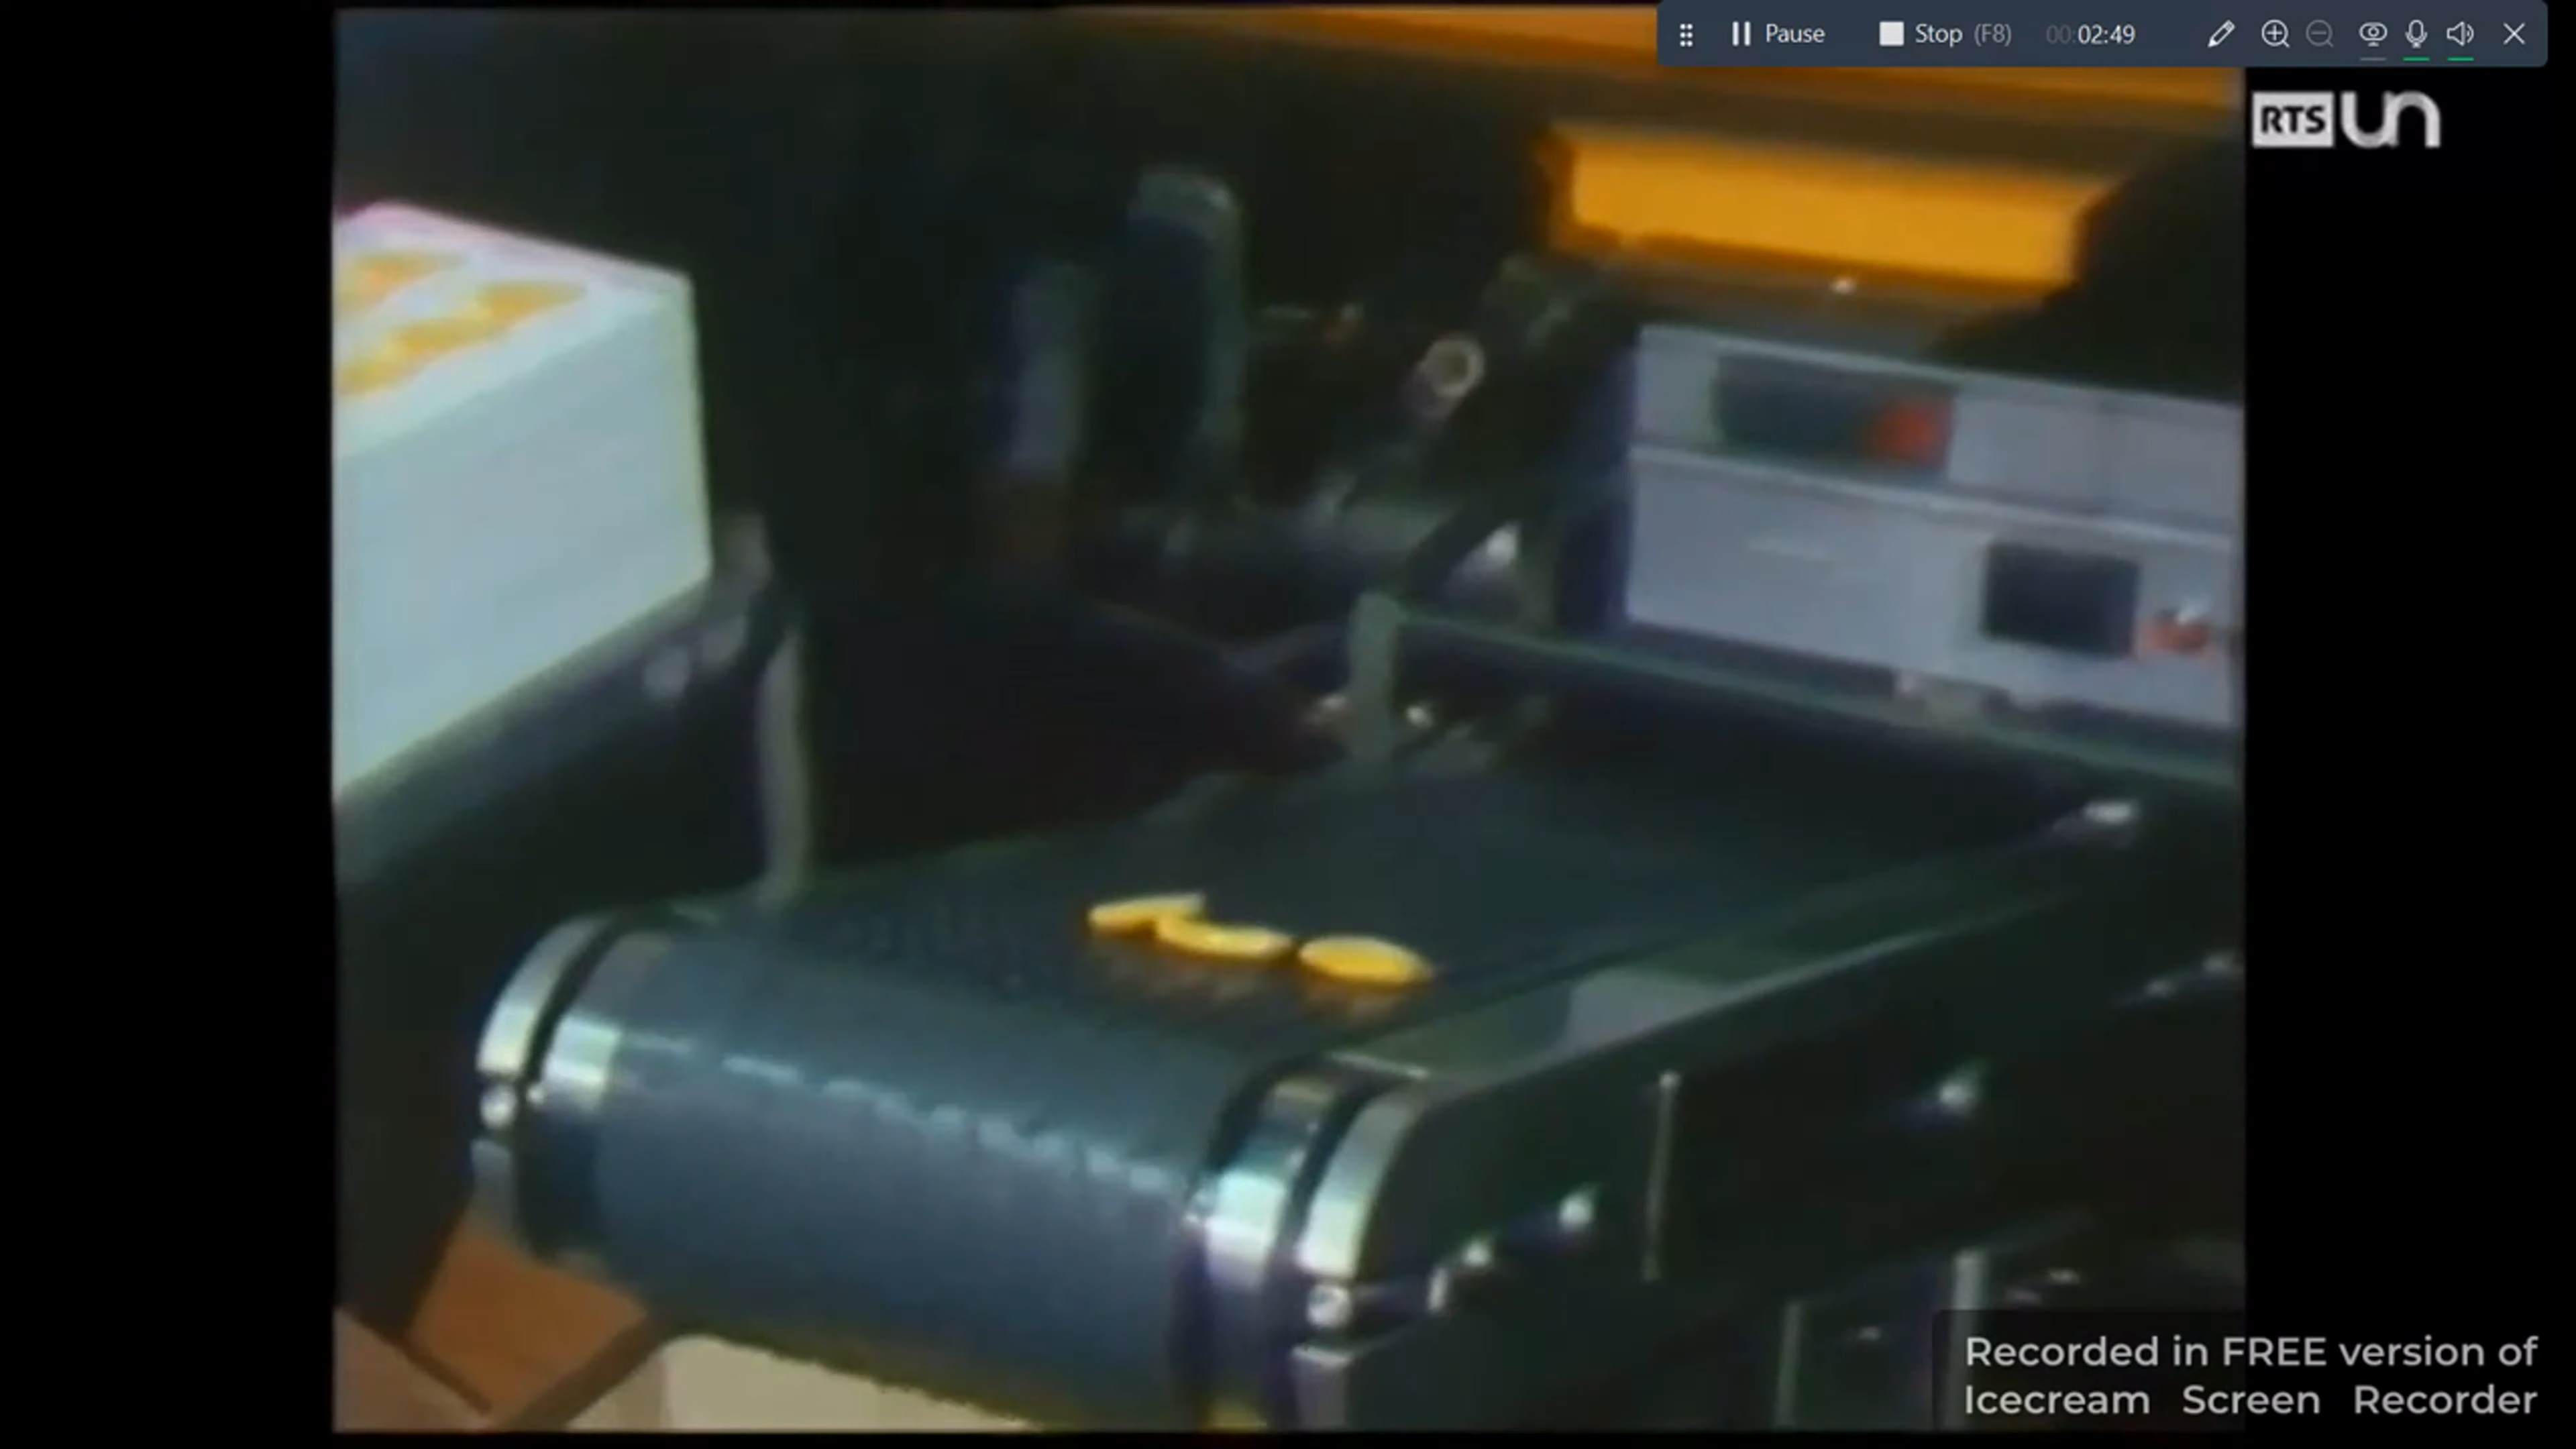 Pause Stop (F8) 00:02:49
RTS un
Recorded in FREE version of
Icecream Screen Recorder